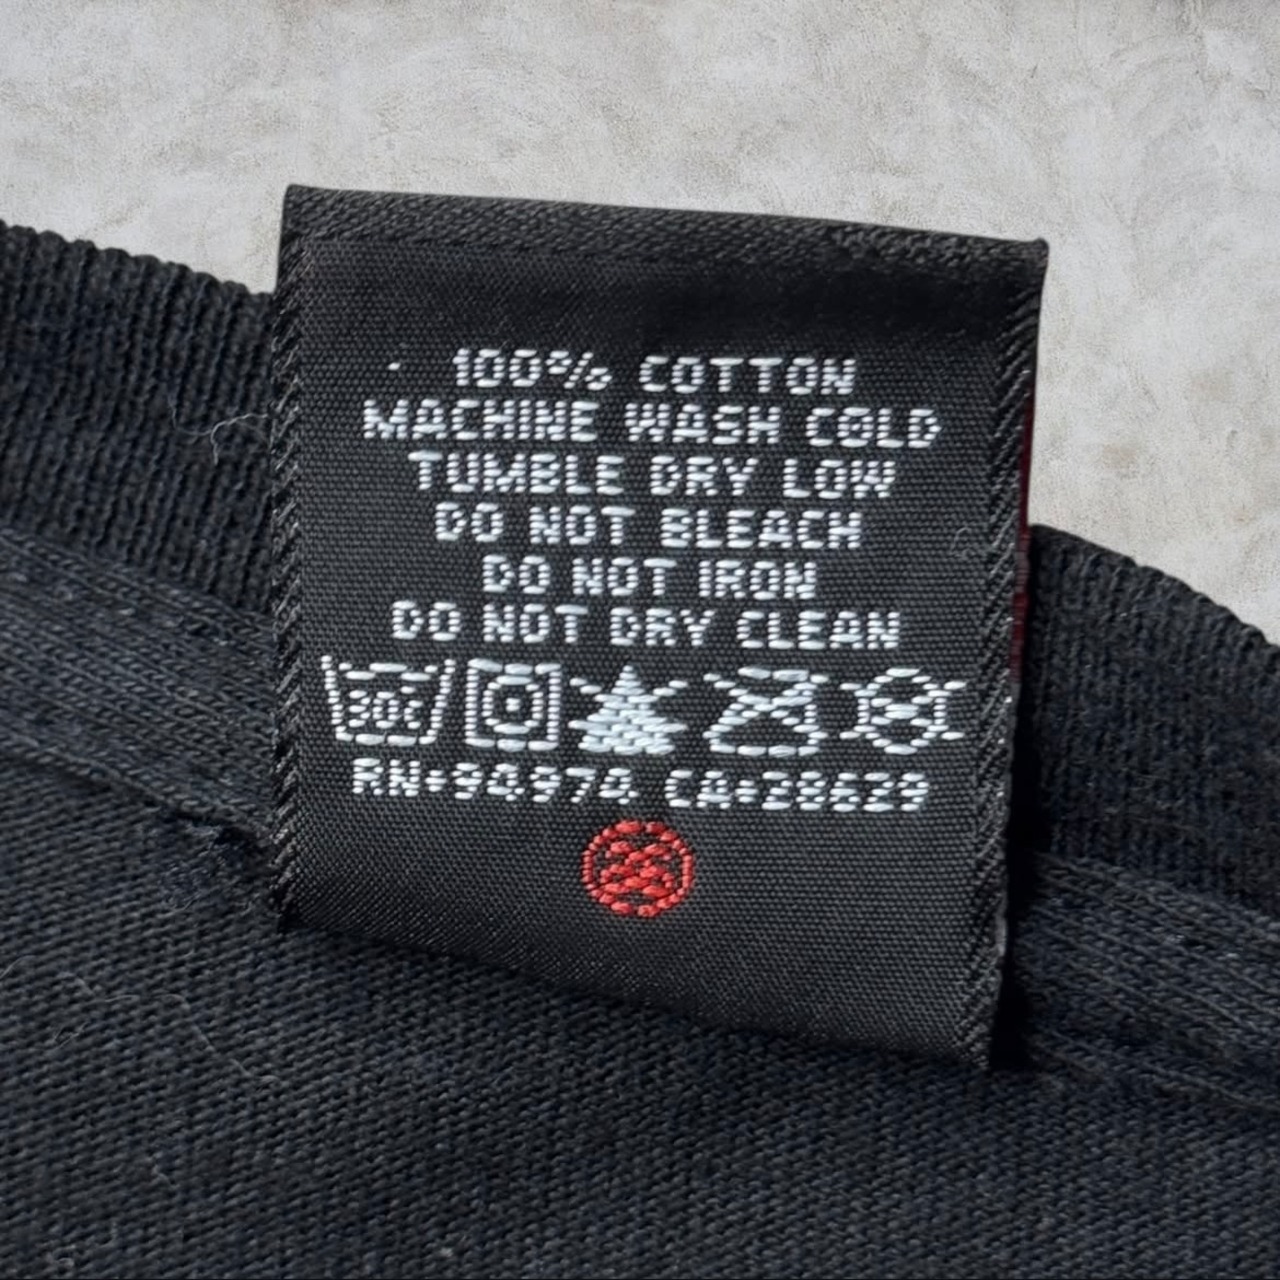 100% COTTON
MACHINE WASH COLD
TUMBLE DRY LOW
DO NOT BLEACH
DO NOT IRON
DO NOT DRY CLEAN
30c
RN#94974 CA#28629